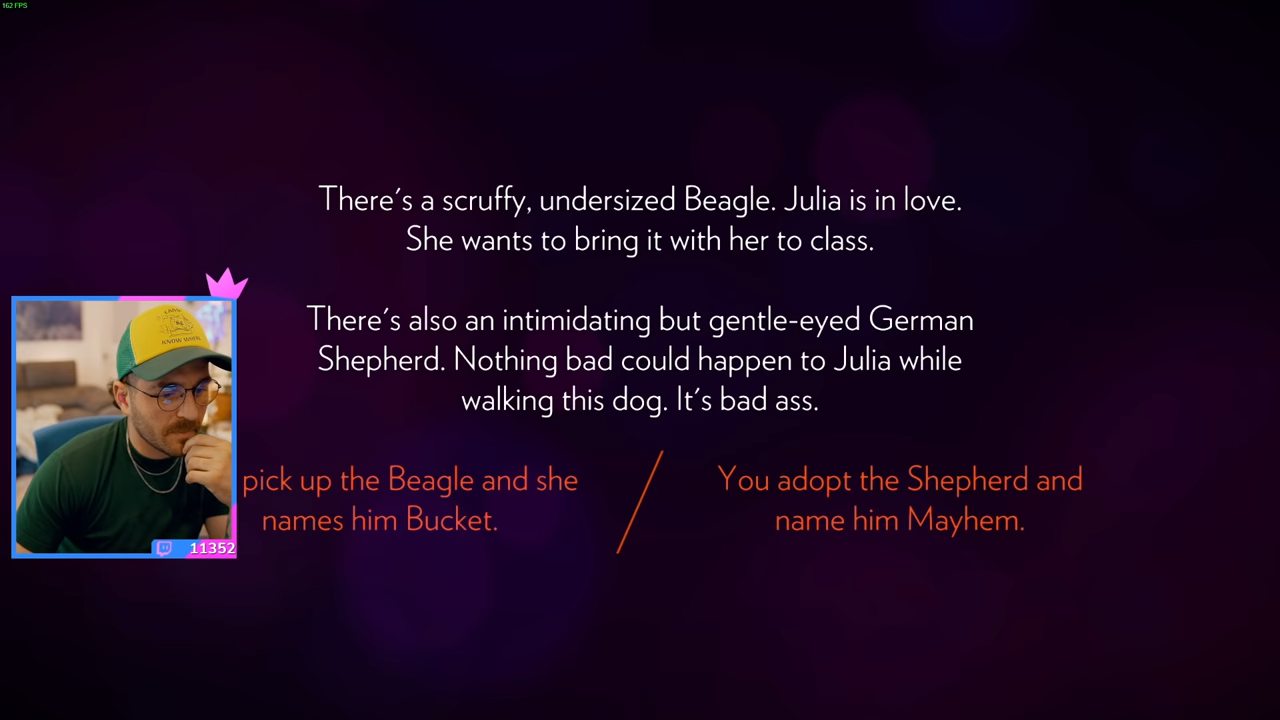 162 FPS
There's a scruffy, undersized Beagle. Julia is in love.
She wants to bring it with her to class.
There's also an intimidating but gentle-eyed German
Shepherd. Nothing bad could happen to Julia while
walking this dog. It's bad ass.
pick up the Beagle and she
names him Bucket.
You adopt the Shepherd and
name him Mayhem.
KNOW
11352